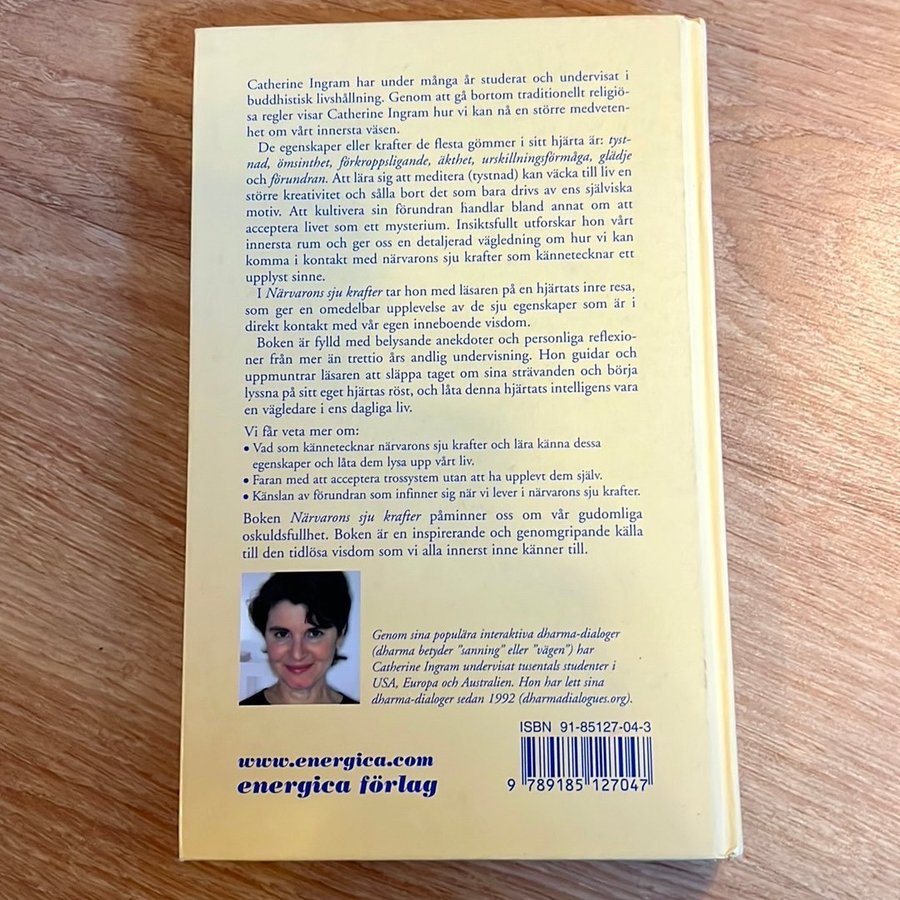 Catherine Ingram har under många år studerat och undervisat i
buddhistisk livshållning. Genom att gå bortom traditionellt religiö-
sa regler visar Catherine Ingram hur vi kan nå en större medveten-
het om vårt innersta väsen.
De egenskaper eller krafter de flesta gömmer i sitt hjärta är: tyst-
nad, ömsinthet, förkroppsligande, äkthet, urskillningsförmåga, glädje
och förundran. Att lära sig att meditera (tystnad) kan väcka till liv en
större kreativitet och sålla bort det som bara drivs av ens själviska
motiv. Att kultivera sin förundran handlar bland annat om att
acceptera livet som ett mysterium. Insiktsfullt utforskar hon vårt
innersta rum och ger oss en detaljerad vägledning om hur vi kan
komma i kontakt med närvarons sju krafter som kännetecknar ett
upplyst sinne.
I Närvarons sju krafter tar hon med läsaren på en hjärtats inre resa,
som ger en omedelbar upplevelse av de sju egenskaper som är i
direkt kontakt med vår egen inneboende visdom.
Boken är fylld med belysande anekdoter och personliga reflexio-
ner från mer än trettio års andlig undervisning. Hon guidar och
uppmuntrar läsaren att släppa taget om sina strävanden och börja
lyssna på sitt eget hjärtas röst, och låta denna hjärtats intelligens vara
en vägledare i ens dagliga liv.
Vi får veta mer om:
• Vad som kännetecknar närvarons sju krafter och lära känna dessa
egenskaper och låta dem lysa upp vårt liv.
• Faran med att acceptera trossystem utan att ha upplevt dem själv.
• Känslan av förundran som infinner sig när vi lever i närvarons sju krafter.
Boken Närvarons sju krafter påminner oss om vår gudomliga
oskuldsfullhet. Boken är en inspirerande och genomgripande källa
till den tidlösa visdom som vi alla innerst inne känner till.
Genom sina populära interaktiva dharma-dialoger
(dharma betyder "sanning" eller "vägen") har
Catherine Ingram undervisat tusentals studenter i
USA, Europa och Australien. Hon har lett sina
dharma-dialoger sedan 1992 (dharmadialogues.org).
ISBN 91-85127-04-3
www.energica.com
energica förlag
9 789185 127047